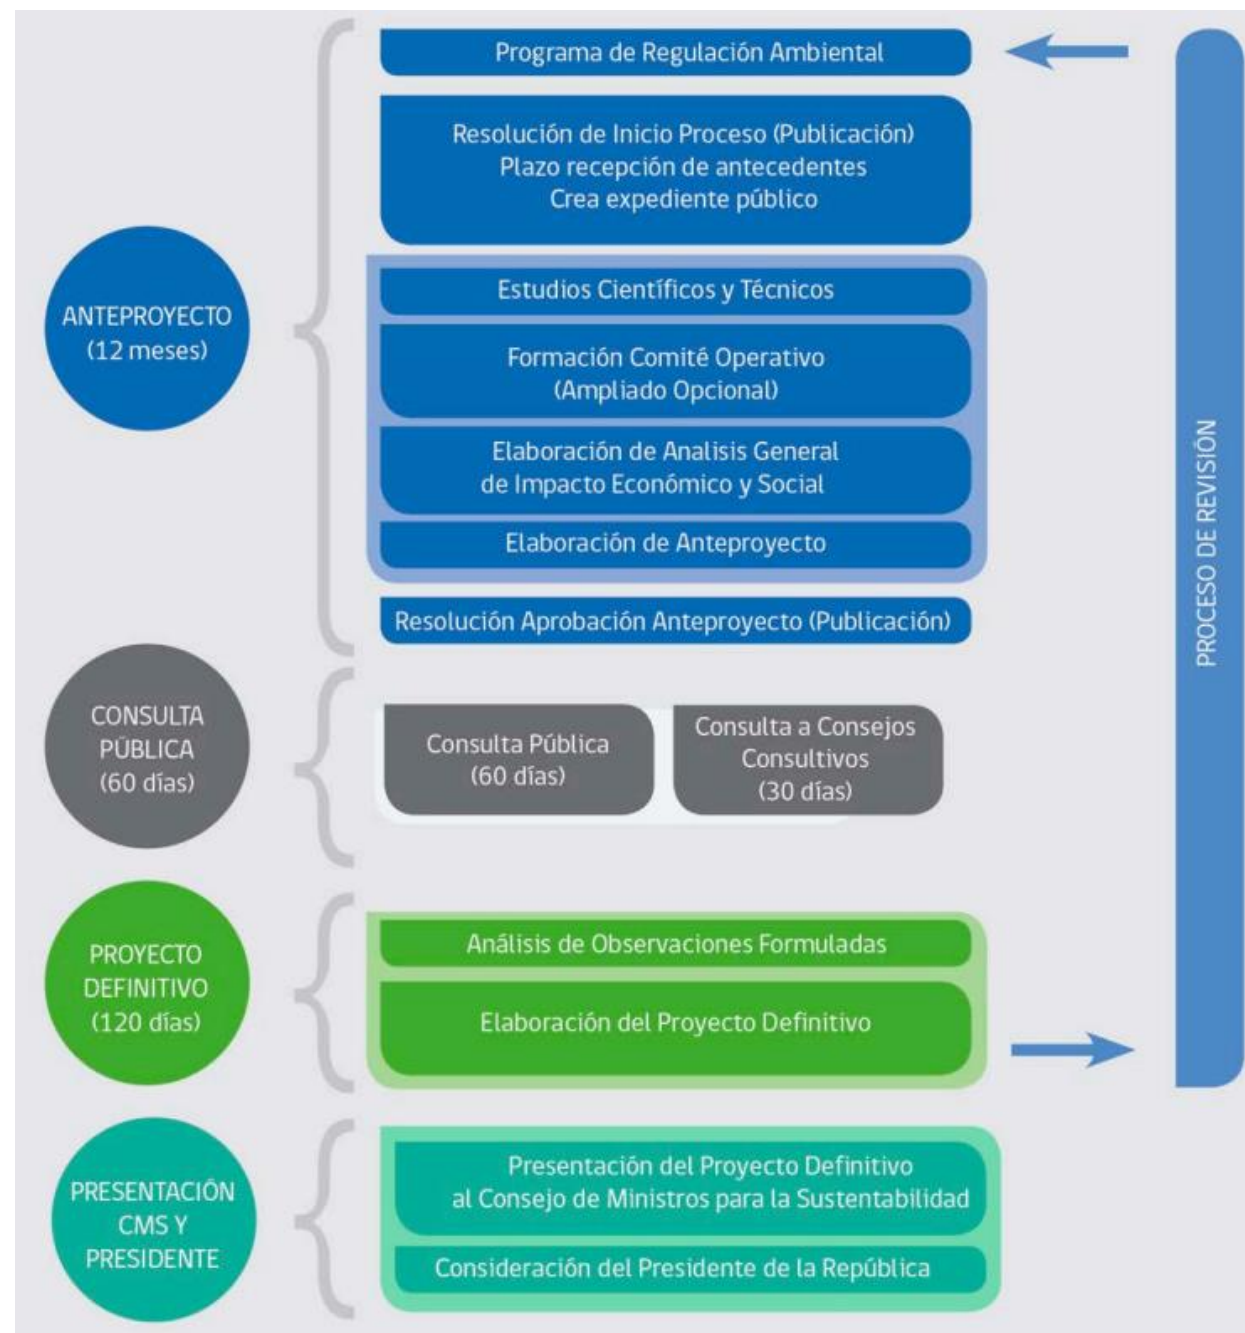 Programa de Regulación Ambiental
Resolución de Inicio Proceso (Publicación)
Plazo recepción de antecedentes
Crea expediente público
ANTEPROYECTO
(12 meses)
Estudios Científicos y Técnicos
Formación Comité Operativo
(Ampliado Opcional)
Elaboración de Analisis General
de Impacto Económico y Social
Elaboración de Anteproyecto
Resolución Aprobación Anteproyecto (Publicación)
CONSULTA
PÚBLICA
(60 días)
Consulta Pública
(60 días)
Consulta a Consejos
Consultivos
(30 días)
PROYECTO
DEFINITIVO
(120 días)
Análisis de Observaciones Formuladas
Elaboración del Proyecto Definitivo
PRESENTACIÓN
CMS Y
PRESIDENTE
Presentación del Proyecto Definitivo
al Consejo de Ministros para la Sustentabilidad
Consideración del Presidente de la República
PROCESO DE REVISIÓN